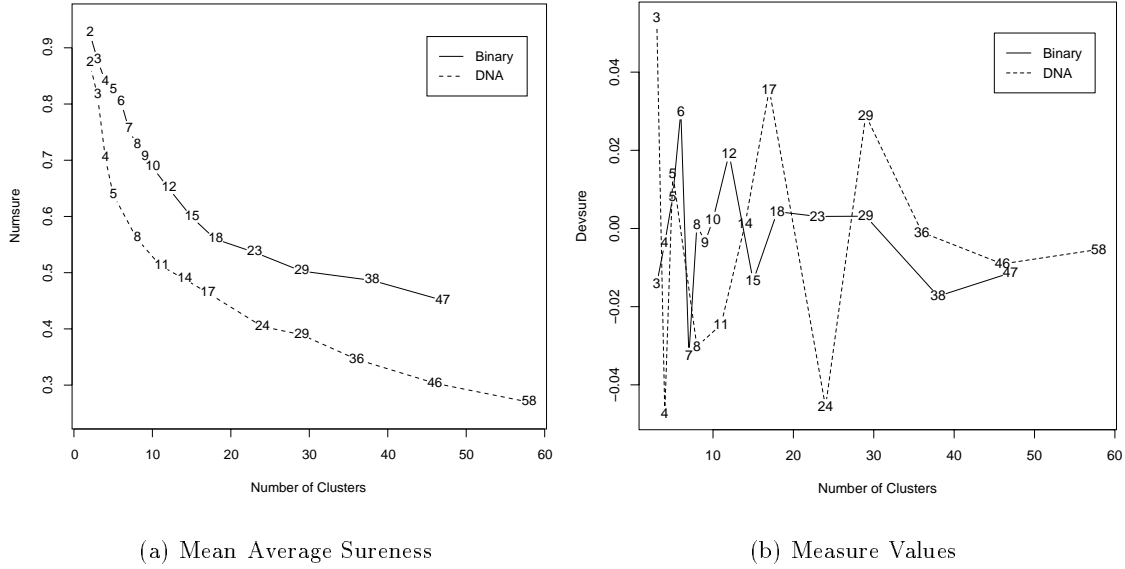 Numsure
0.9
0.8
0.7
0.6
0.5
0.4
0.3
0 10 20 30 40 50 60
Number of Clusters
Binary
DNA
2 3 4 5 6 7 8 9 10 12 15 18 23 29 38 47
2 3 4 5 8 11 14 17 24 29 36 46 58
(a) Mean Average Sureness
Devsure
0.04
0.02
0.00
−0.02
−0.04
10 20 30 40 50 60
Number of Clusters
Binary
DNA
3 4 5 6 7 8 9 10 12 15 18 23 29 38 47
3 4 5 8 11 14 17 24 29 36 46 58
(b) Measure Values